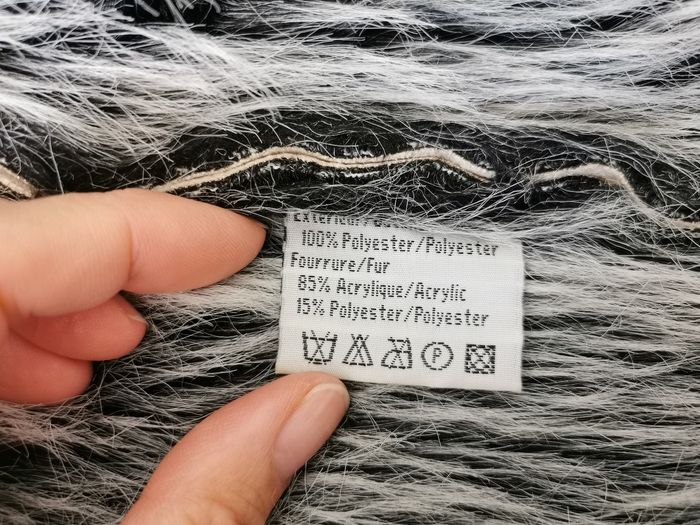 100% Polyester/Polyester
Fourrure/Fur
85% Acrylique/Acrylic
15% Polyester/Polyester
P